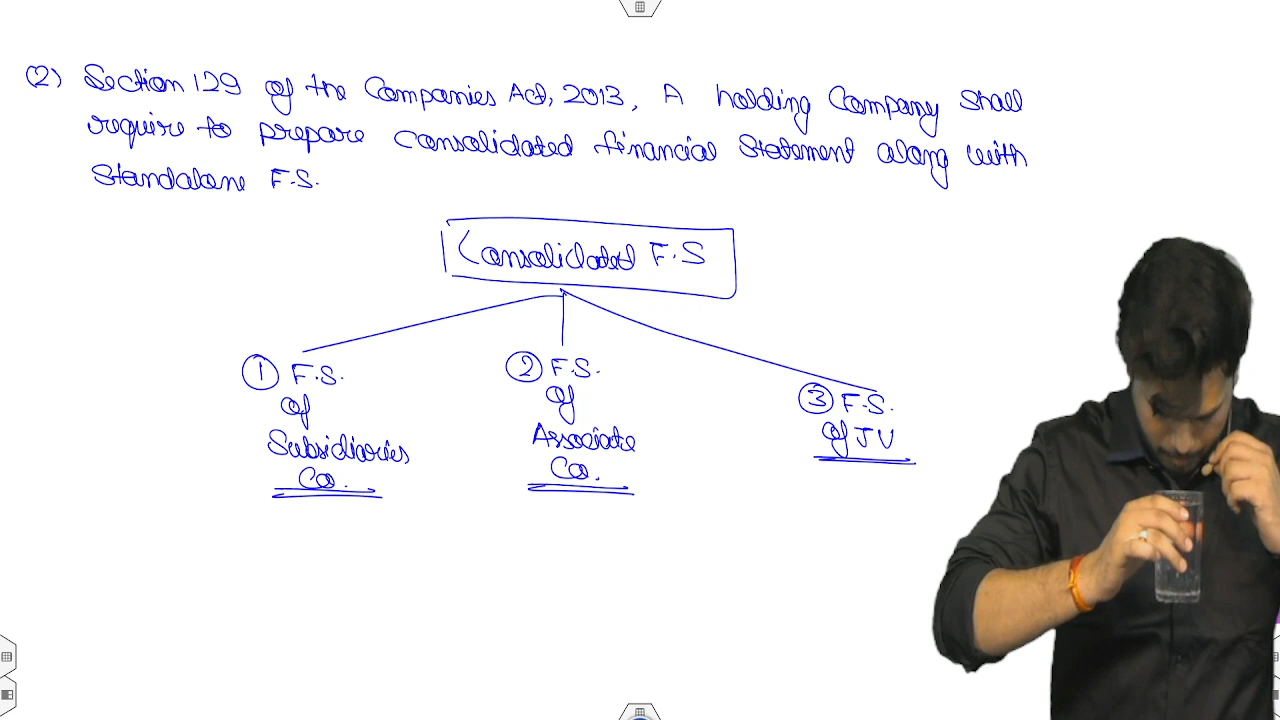 (2) Section 129 of the Companies Act, 2013, A holding Company shall
require to prepare Consolidated financial Statement along with
Standalone F.S.
Consolidated F.S
① F.S.
of
Subsidiaries
Co.
② F.S.
of
Associate
Co.
③ F.S.
of JV